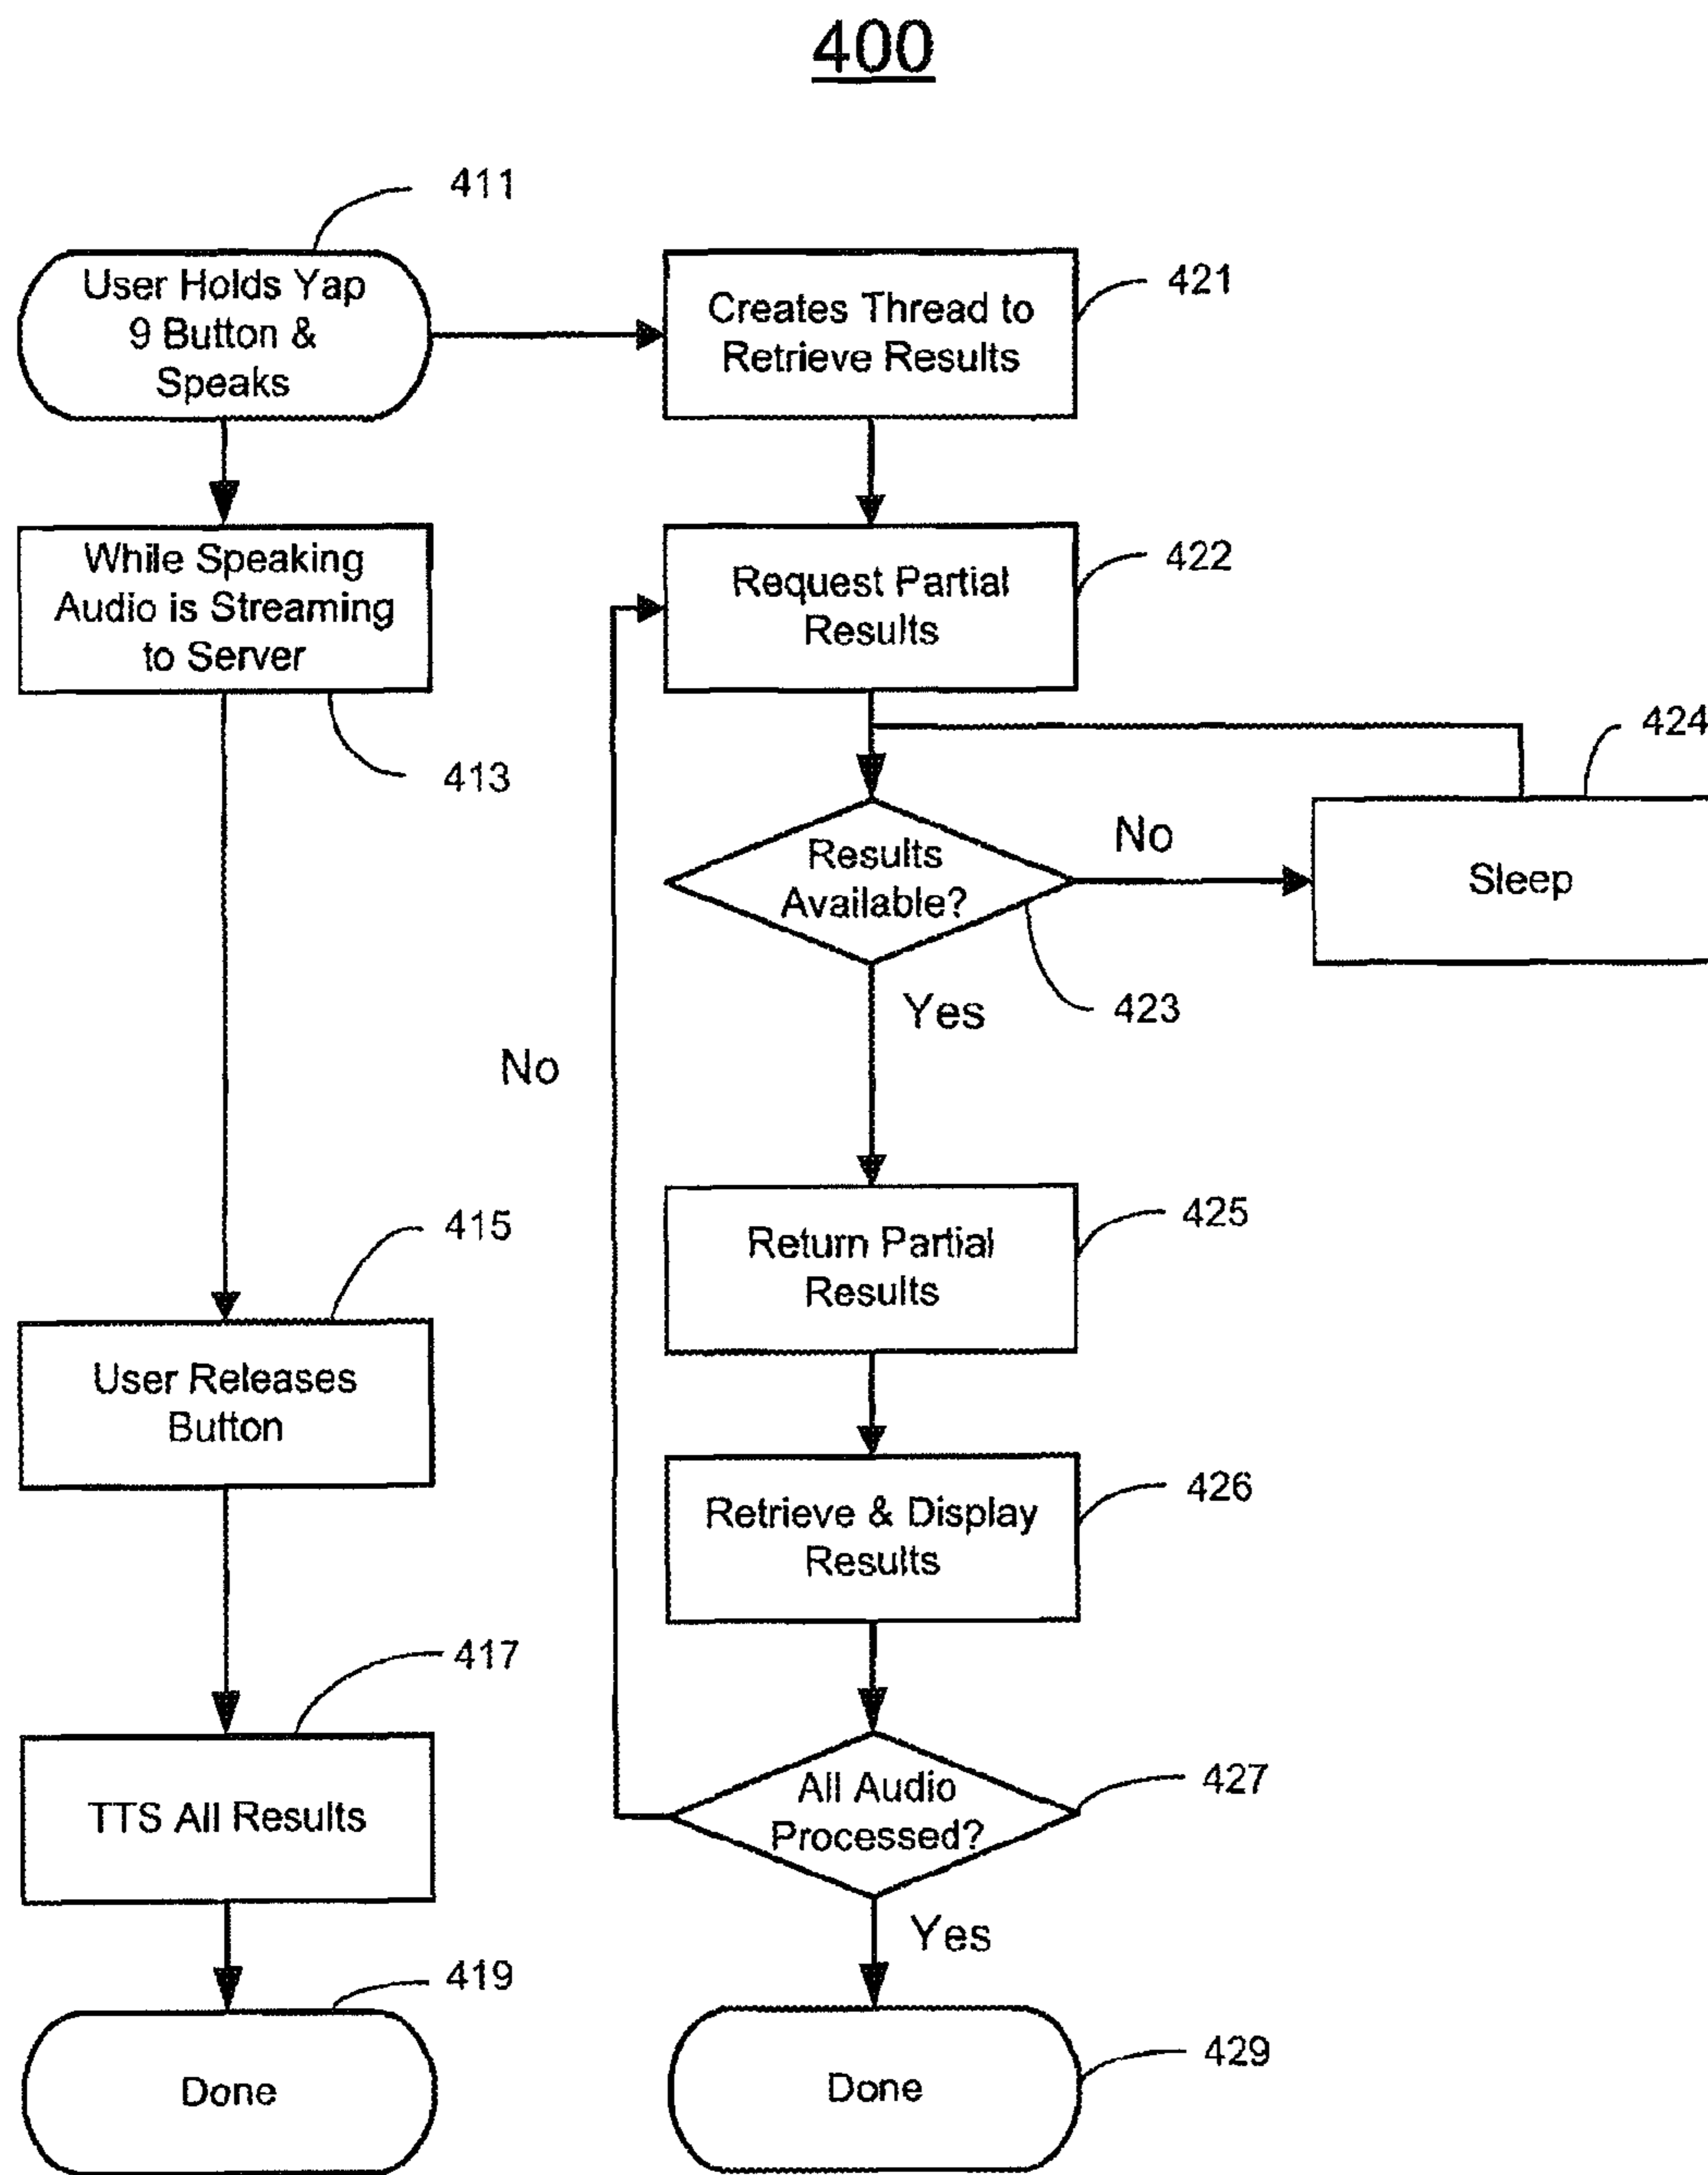 400
411
User Holds Yap
9 Button &
Speaks
421
Creates Thread to
Retrieve Results
While Speaking
Audio is Streaming
to Server
413
422
Request Partial
Results
424
Results
Available?
No
Sleep
423
Yes
No
415
User Releases
Button
425
Return Partial
Results
426
Retrieve & Display
Results
417
TTS All Results
427
All Audio
Processed?
Yes
419
Done
429
Done